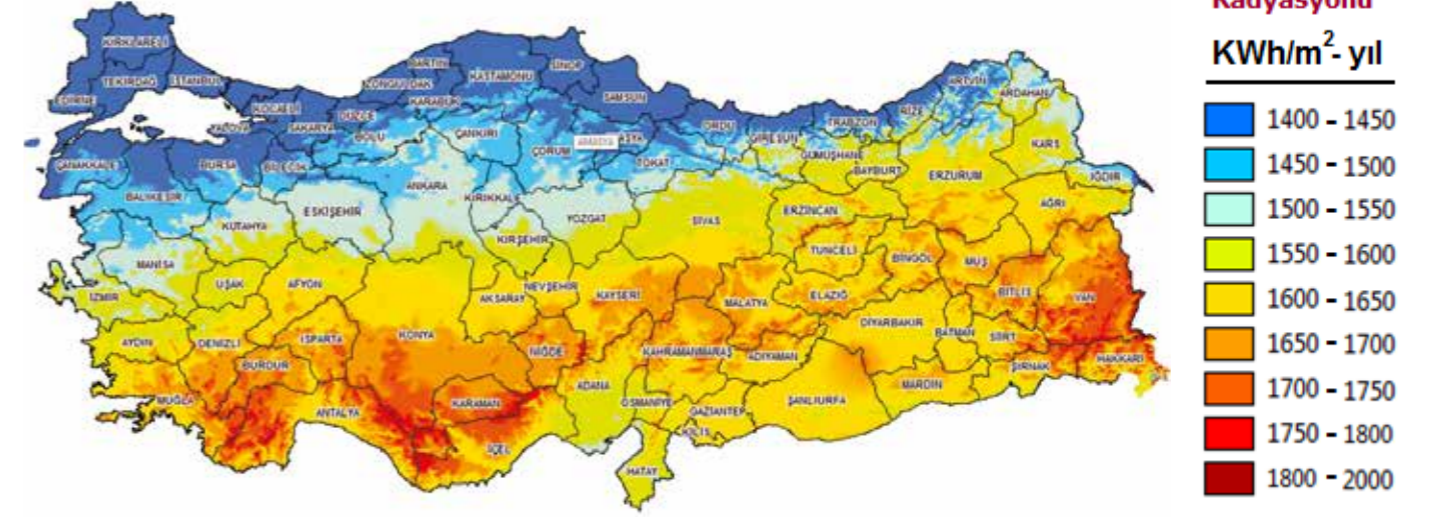 Radyasyonu
KWh/m²- yıl
1400 - 1450
1450 - 1500
1500 - 1550
1550 - 1600
1600 - 1650
1650 - 1700
1700 - 1750
1750 - 1800
1800 - 2000
KIRKLARELİ
TEKİRDAĞ
İSTANBUL
EDİRNE
KOCAELİ
YALOVA
SAKARYA
DÜZCE
BOLU
ZONGULDAK
BARTIN
KARABÜK
KASTAMONU
SİNOP
SAMSUN
ÇANKIRI
ÇORUM
AMASYA
TOKAT
ORDU
GİRESUN
TRABZON
RİZE
ARTVİN
ARDAHAN
GÜMÜŞHANE
BAYBURT
ERZURUM
KARS
IĞDIR
AĞRI
ÇANAKKALE
BURSA
BİLECİK
BALIKESİR
ESKİŞEHİR
ANKARA
KIRIKKALE
YOZGAT
SİVAS
ERZİNCAN
KÜTAHYA
KIRŞEHİR
TUNCELİ
BİNGÖL
MUŞ
MANİSA
UŞAK
AFYON
AKSARAY
NEVŞEHİR
KAYSERİ
MALATYA
ELAZIĞ
BİTLİS
VAN
İZMİR
AYDIN
DENİZLİ
ISPARTA
KONYA
NİĞDE
KAHRAMANMARAŞ
ADIYAMAN
DİYARBAKIR
BATMAN
SİİRT
ŞIRNAK
HAKKARİ
BURDUR
MUĞLA
ANTALYA
KARAMAN
İÇEL
ADANA
OSMANİYE
GAZİANTEP
KİLİS
ŞANLIURFA
MARDİN
HATAY